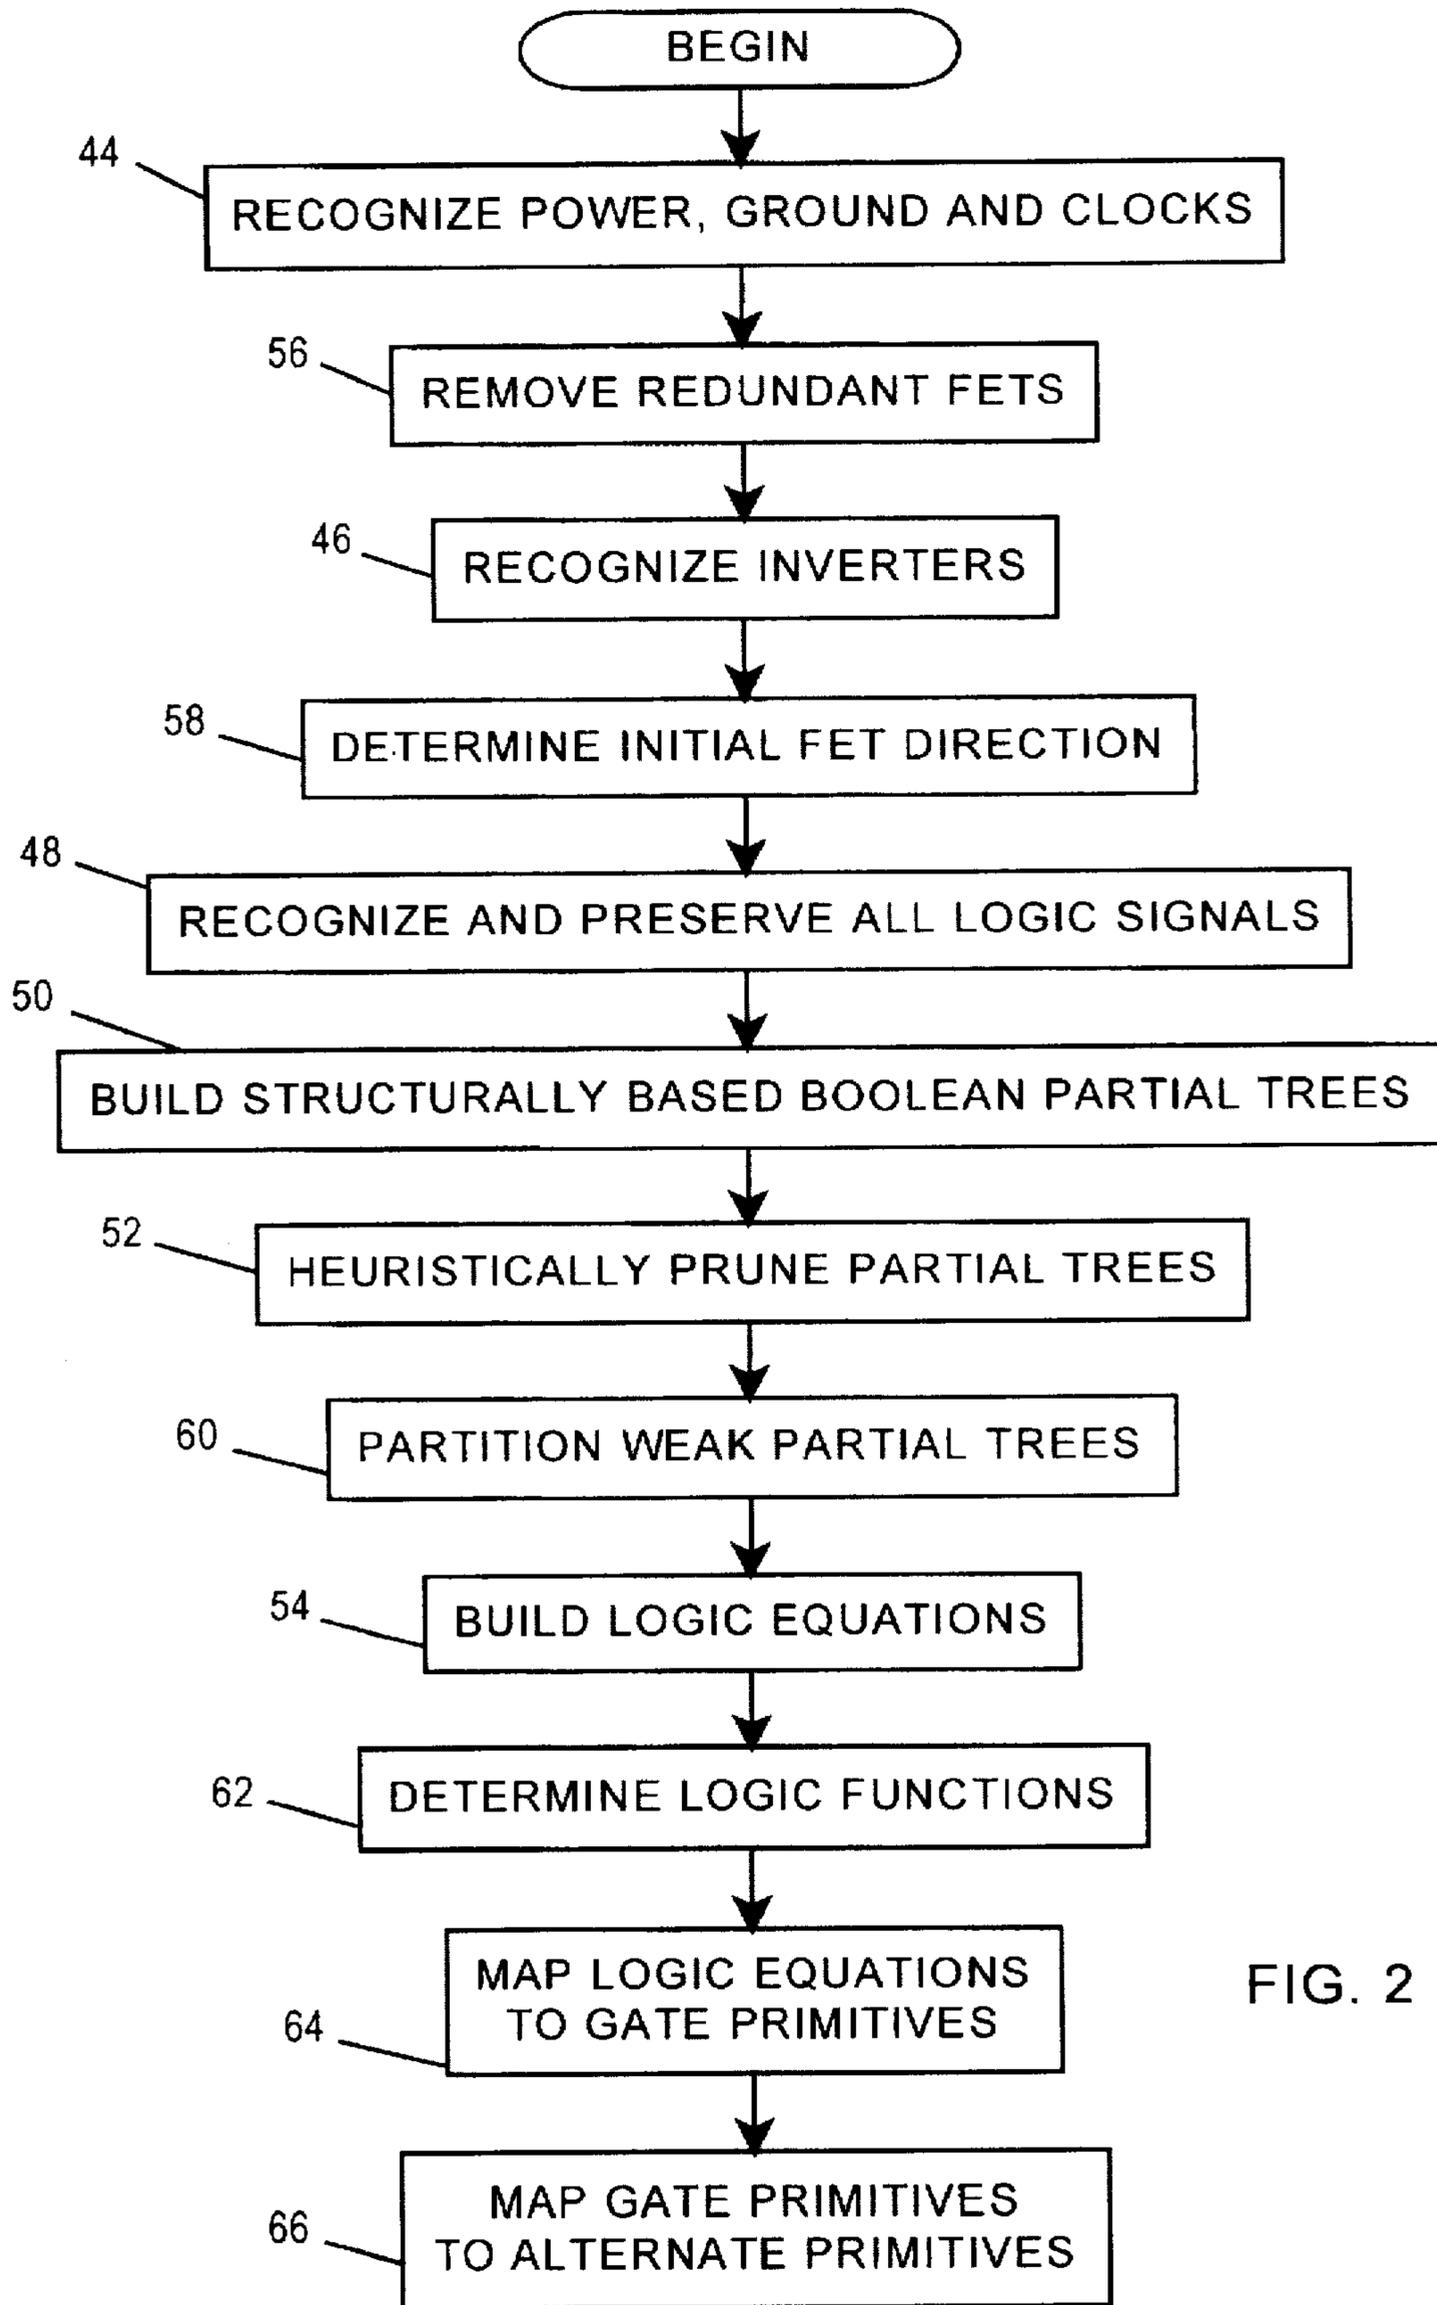 BEGIN
44
RECOGNIZE POWER, GROUND AND CLOCKS
56
REMOVE REDUNDANT FETS
46
RECOGNIZE INVERTERS
58
DETERMINE INITIAL FET DIRECTION
48
RECOGNIZE AND PRESERVE ALL LOGIC SIGNALS
50
BUILD STRUCTURALLY BASED BOOLEAN PARTIAL TREES
52
HEURISTICALLY PRUNE PARTIAL TREES
60
PARTITION WEAK PARTIAL TREES
54
BUILD LOGIC EQUATIONS
62
DETERMINE LOGIC FUNCTIONS
MAP LOGIC EQUATIONS
TO GATE PRIMITIVES
64
FIG. 2
MAP GATE PRIMITIVES
TO ALTERNATE PRIMITIVES
66